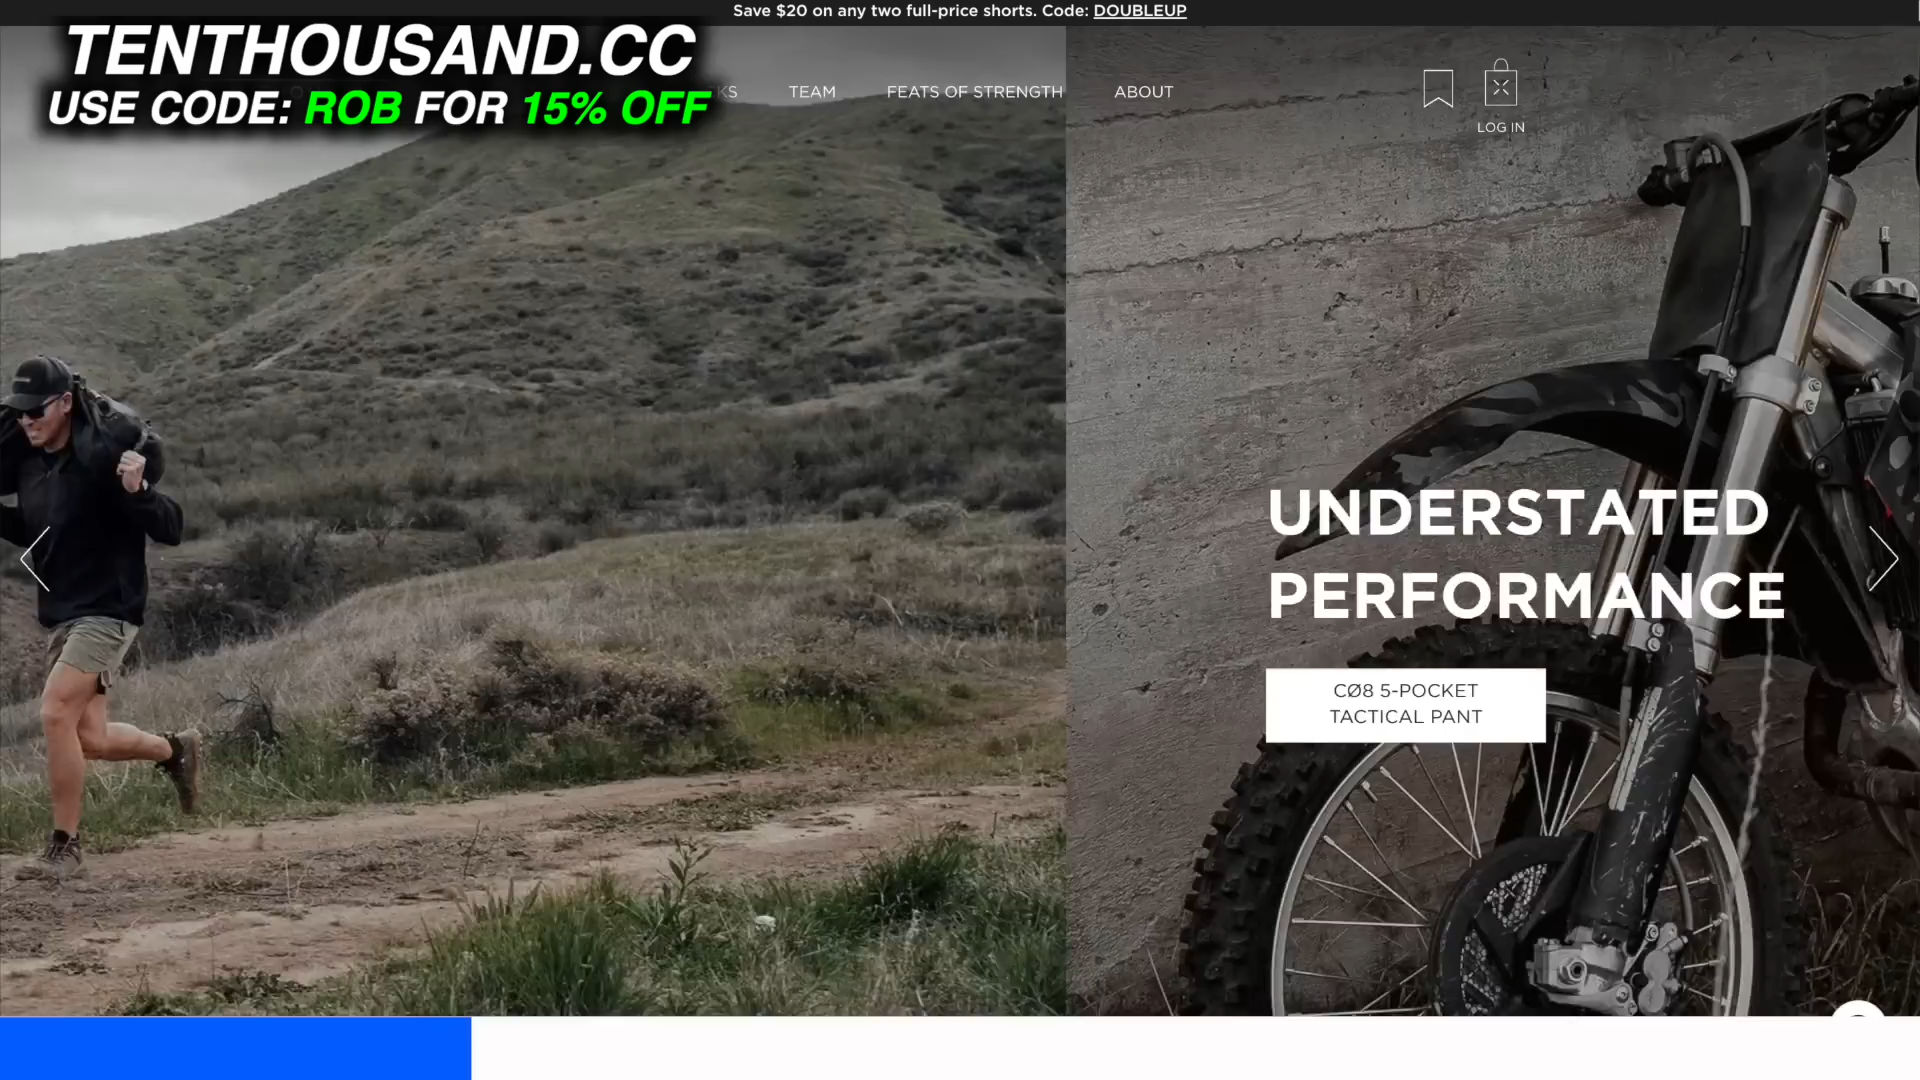 Save $20 on any two full-price shorts. Code: DOUBLEUP
TENTHOUSAND.CC
USE CODE: ROB FOR 15% OFF
TEAM
FEATS OF STRENGTH
ABOUT
LOG IN
UNDERSTATED
PERFORMANCE
CØ8 5-POCKET
TACTICAL PANT